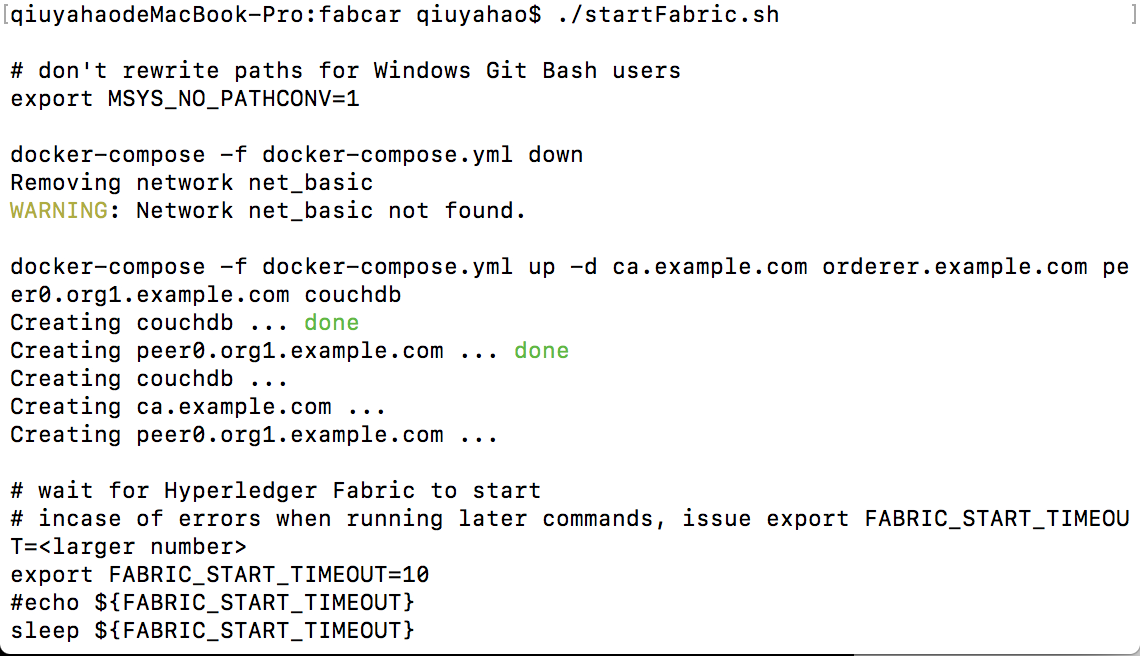 [qiuyahaodeMacBook-Pro:fabcar qiuyahao$ ./startFabric.sh ]
# don't rewrite paths for Windows Git Bash users
export MSYS_NO_PATHCONV=1
docker-compose -f docker-compose.yml down
Removing network net_basic
WARNING: Network net_basic not found.
docker-compose -f docker-compose.yml up -d ca.example.com orderer.example.com pe
er0.org1.example.com couchdb
Creating couchdb ... done
Creating peer0.org1.example.com ... done
Creating couchdb ...
Creating ca.example.com ...
Creating peer0.org1.example.com ...
# wait for Hyperledger Fabric to start
# incase of errors when running later commands, issue export FABRIC_START_TIMEOU
T=<larger number>
export FABRIC_START_TIMEOUT=10
#echo ${FABRIC_START_TIMEOUT}
sleep ${FABRIC_START_TIMEOUT}